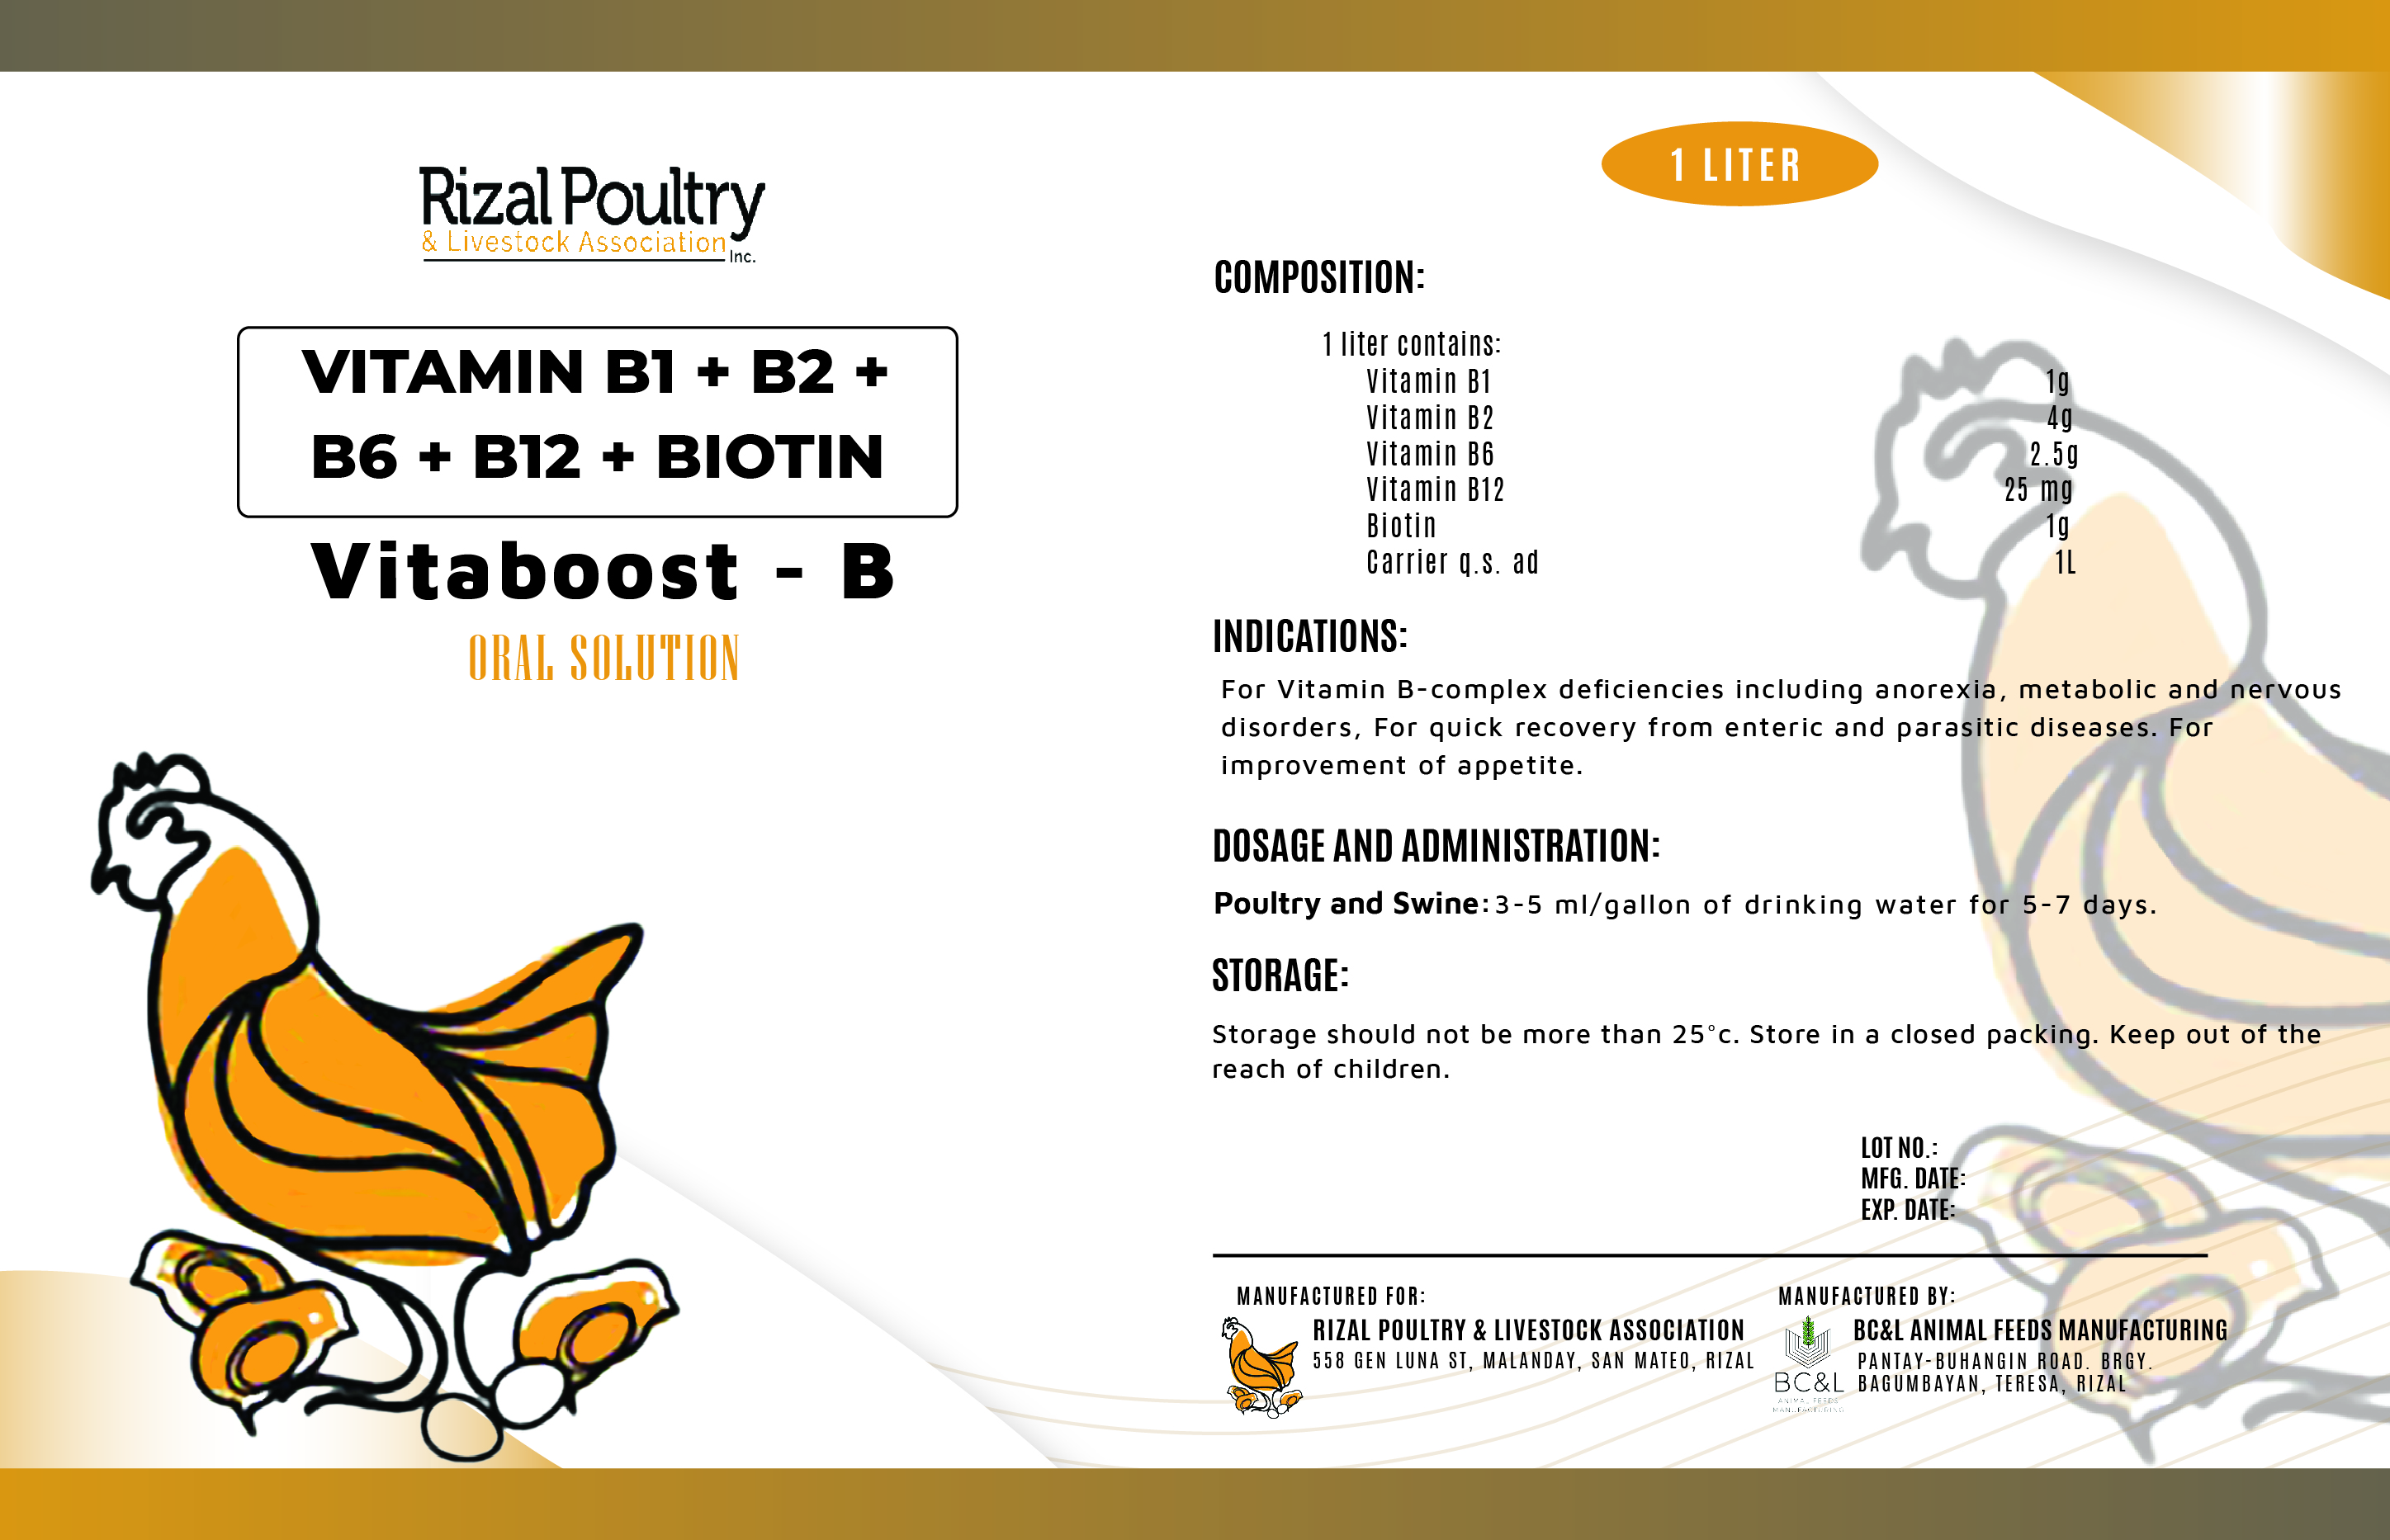 Rizal Poultry
& Livestock Association
Inc.
VITAMIN B1 + B2 +
B6 + B12 + BIOTIN
Vitaboost - B
ORAL SOLUTION
1 LITER
COMPOSITION:
1 liter contains:
Vitamin B1 1g
Vitamin B2 4g
Vitamin B6 2.5g
Vitamin B12 25 mg
Biotin 1g
Carrier q.s. ad 1L
INDICATIONS:
For Vitamin B-complex deficiencies including anorexia, metabolic and nervous
disorders, For quick recovery from enteric and parasitic diseases. For
improvement of appetite.
DOSAGE AND ADMINISTRATION:
Poultry and Swine: 3-5 ml/gallon of drinking water for 5-7 days.
STORAGE:
Storage should not be more than 25°c. Store in a closed packing. Keep out of the
reach of children.
LOT NO.:
MFG. DATE:
EXP. DATE:
MANUFACTURED FOR:
RIZAL POULTRY & LIVESTOCK ASSOCIATION
558 GEN LUNA ST, MALANDAY, SAN MATEO, RIZAL
MANUFACTURED BY:
BC&L ANIMAL FEEDS MANUFACTURING
PANTAY-BUHANGIN ROAD. BRGY.
BAGUMBAYAN, TERESA, RIZAL
BC&L
ANIMAL FEEDS
MANUFACTURING